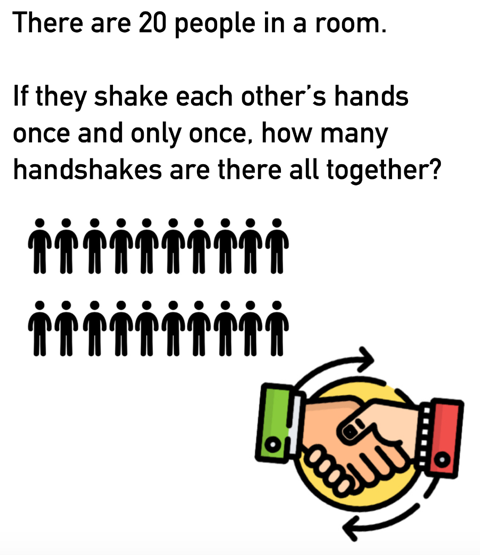 There are 20 people in a room.
If they shake each other's hands
once and only once, how many
handshakes are there all together?